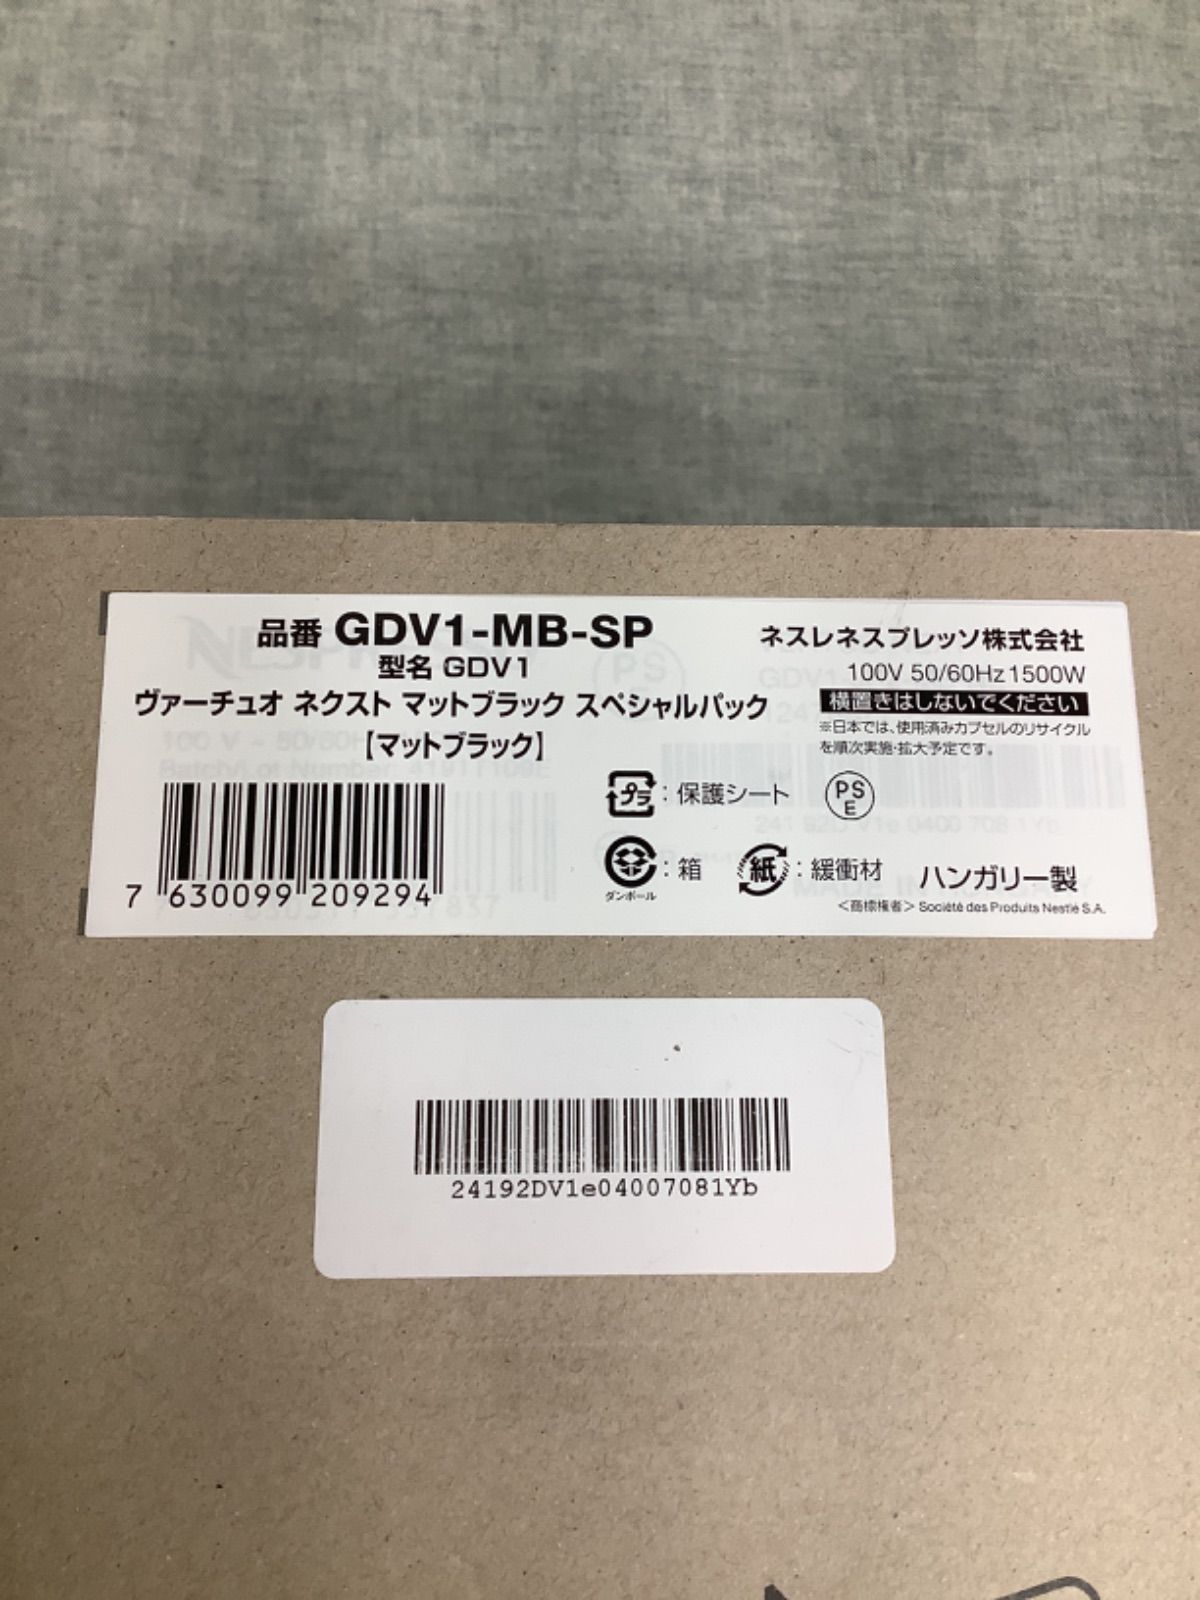 品番 GDV1-MB-SP
型名 GDV1
ヴァーチュオ ネクスト マットブラック スペシャルパック
【マットブラック】
7 630099 209294
ネスレネスプレッソ株式会社
100V 50/60Hz 1500W
横置きはしないでください
※日本では、使用済みカプセルのリサイクル
を順次実施・拡大予定です。
プラ : 保護シート
PS
E
ダンボール : 箱
紙 : 緩衝材
ハンガリー製
＜商標権者＞ Société des Produits Nestlé S.A.
24192DV1e04007081Yb